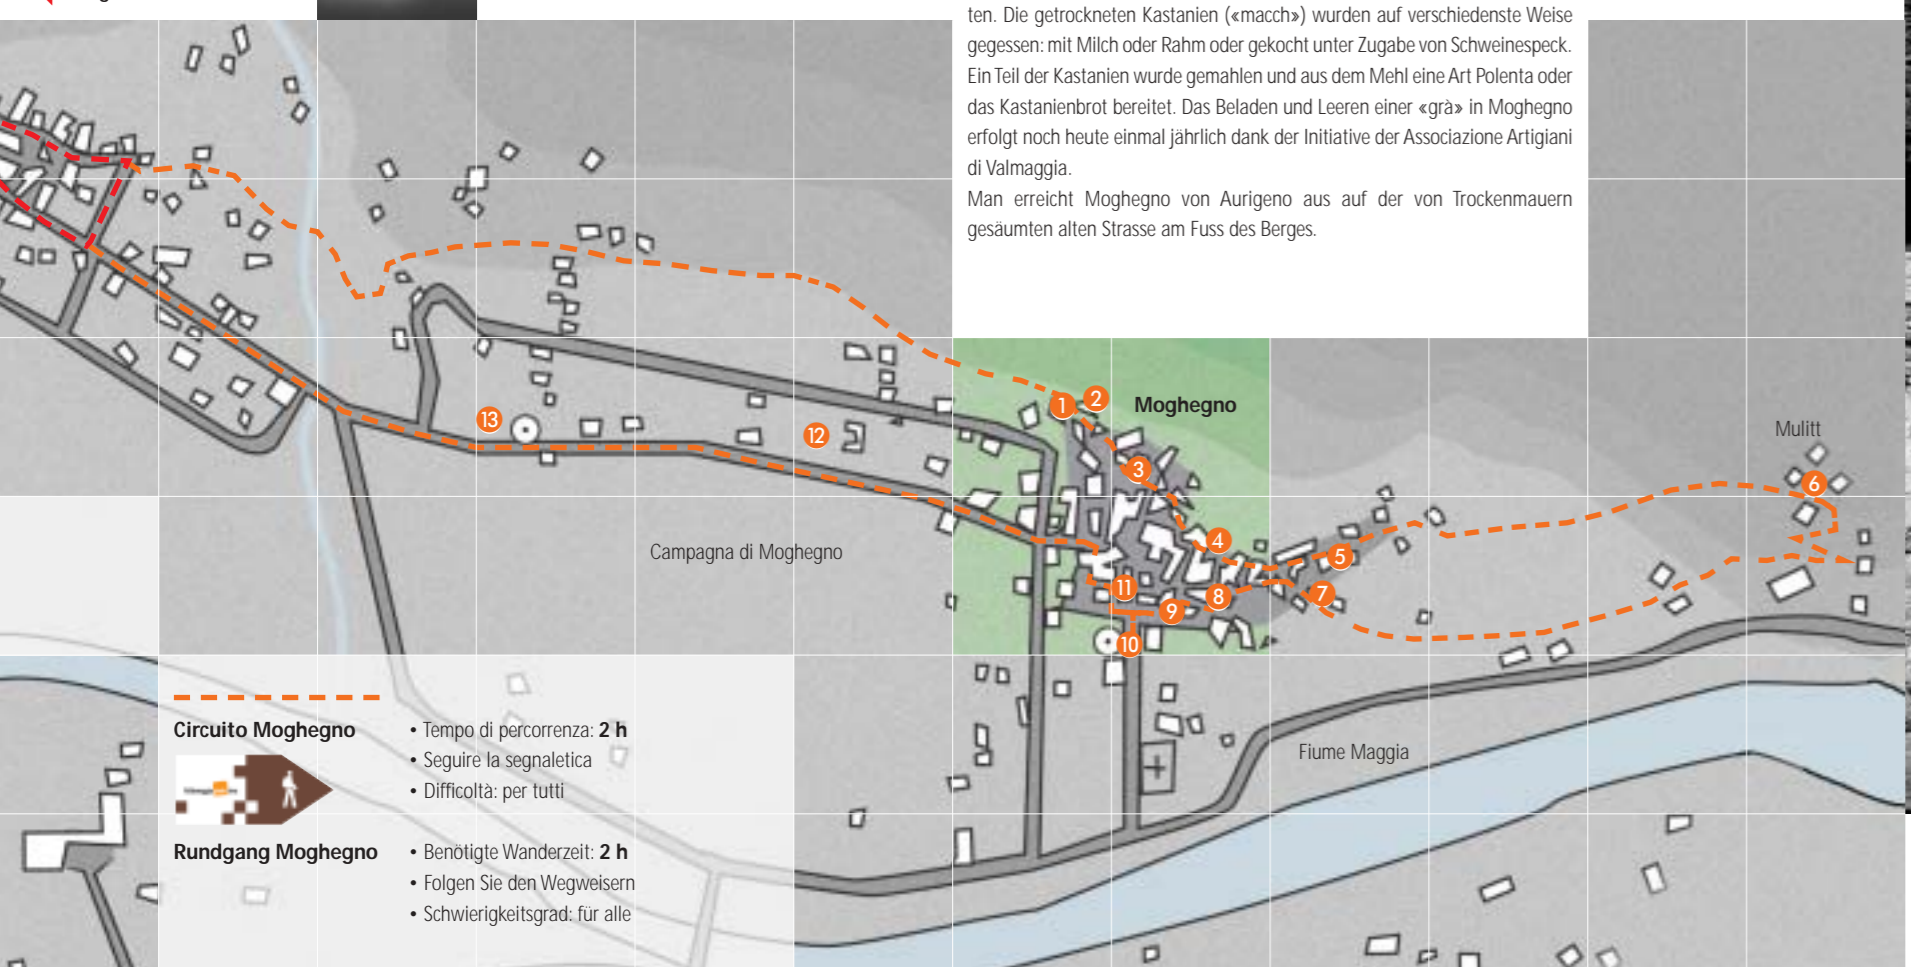 ten. Die getrockneten Kastanien («macch») wurden auf verschiedenste Weise
gegessen: mit Milch oder Rahm oder gekocht unter Zugabe von Schweinespeck.
Ein Teil der Kastanien wurde gemahlen und aus dem Mehl eine Art Polenta oder
das Kastanienbrot bereitet. Das Beladen und Leeren einer «grà» in Moghegno
erfolgt noch heute einmal jährlich dank der Initiative der Associazione Artigiani
di Valmaggia.
Man erreicht Moghegno von Aurigeno aus auf der von Trockenmauern
gesäumten alten Strasse am Fuss des Berges.
1
2
Moghegno
3
4
5
6
7
8
9
10
11
12
13
Mulitt
Campagna di Moghegno
Fiume Maggia
Circuito Moghegno
• Tempo di percorrenza: 2 h
• Seguire la segnaletica
• Difficoltà: per tutti
Rundgang Moghegno
• Benötigte Wanderzeit: 2 h
• Folgen Sie den Wegweisern
• Schwierigkeitsgrad: für alle